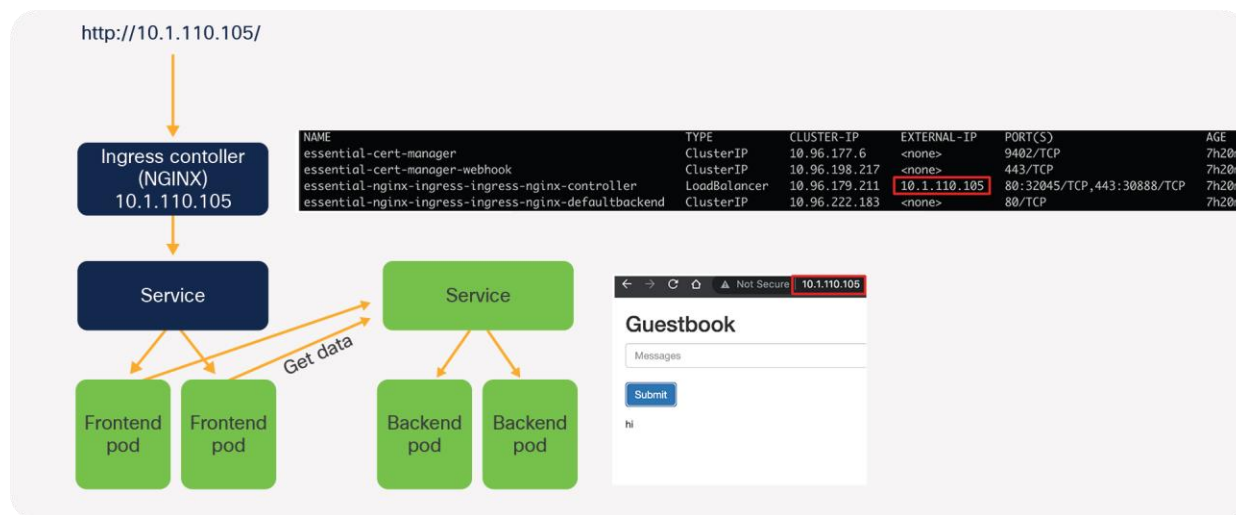 http://10.1.110.105/
Ingress contoller
(NGINX)
10.1.110.105
NAME TYPE CLUSTER-IP EXTERNAL-IP PORT(S) AGE
essential-cert-manager ClusterIP 10.96.177.6 <none> 9402/TCP 7h20m
essential-cert-manager-webhook ClusterIP 10.96.198.217 <none> 443/TCP 7h20m
essential-nginx-ingress-ingress-nginx-controller LoadBalancer 10.96.179.211 10.1.110.105 80:32045/TCP,443:30888/TCP 7h20m
essential-nginx-ingress-ingress-nginx-defaultbackend ClusterIP 10.96.222.183 <none> 80/TCP 7h20m
Service
Service
Get data
Frontend
pod
Frontend
pod
Backend
pod
Backend
pod
Not Secure 10.1.110.105
Guestbook
Messages
Submit
hi